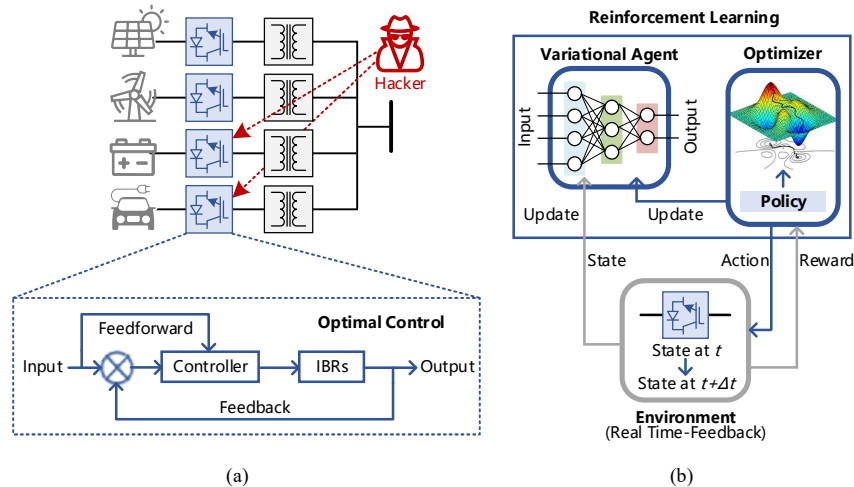 Hacker
Optimal Control
Feedforward
Input
Controller
IBRs
Output
Feedback
(a)
Reinforcement Learning
Variational Agent
Optimizer
Input
Output
Policy
Update
Update
State
Action
Reward
State at t
State at t+Δt
Environment
(Real Time-Feedback)
(b)